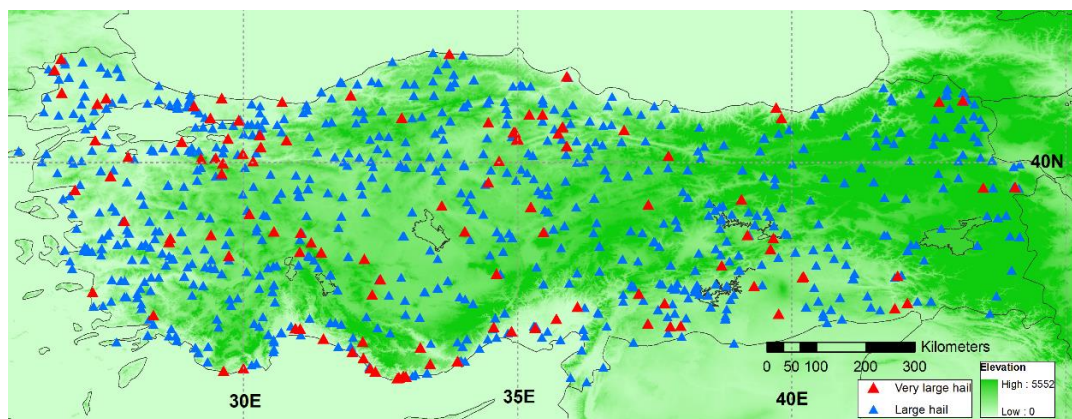 40N
30E
35E
40E
Kilometers
0 50 100 200 300
Very large hail
Large hail
Elevation
High : 5552
Low : 0